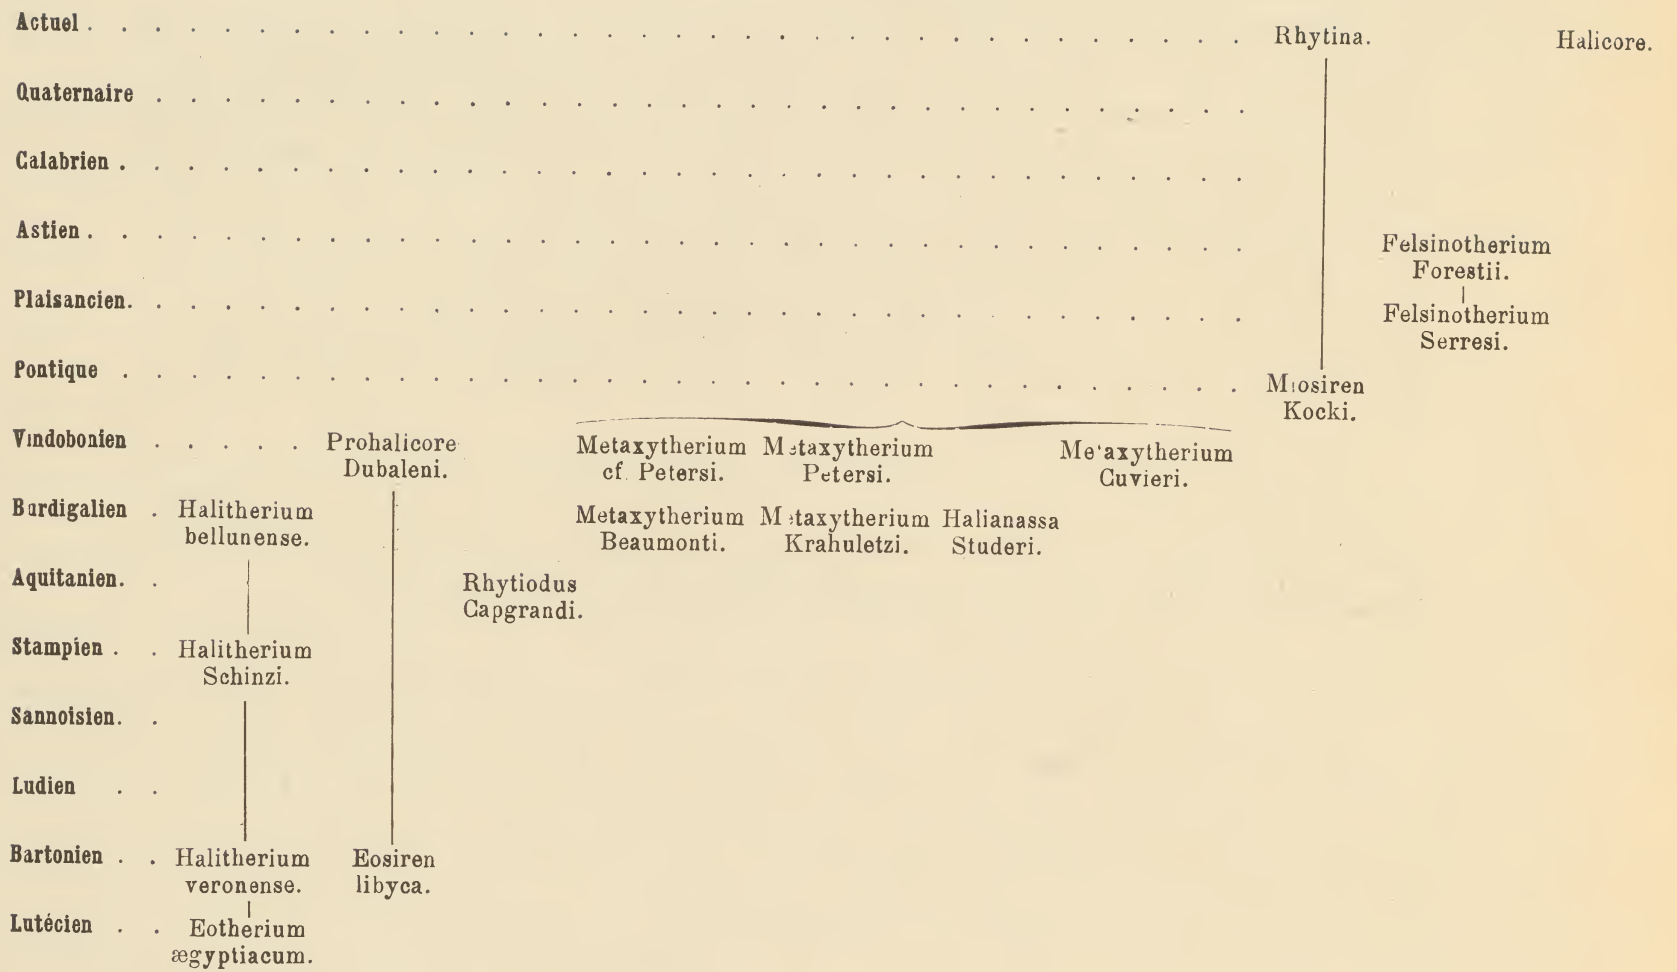 Actuel . . . . . . . . . . . . . . . . . . . . . . . . . . . . . . . . . . Rhytina. Halicore.
Quaternaire . . . . . . . . . . . . . . . . . . . . . . . . . . . . . . . .
Calabrien . . . . . . . . . . . . . . . . . . . . . . . . . . . . . . . . .
Astien . . . . . . . . . . . . . . . . . . . . . . . . . . . . . . . . . .
Felsinotherium
Forestii.
Plaisancien. . . . . . . . . . . . . . . . . . . . . . . . . . . . . . . . .
Felsinotherium
Serresi.
Pontique . . . . . . . . . . . . . . . . . . . . . . . . . . . . . . . . . Miosiren
Kocki.
Vindobonien . . . . . Prohalicore Metaxytherium Metaxytherium Metaxytherium
Dubaleni. cf. Petersi. Petersi. Cuvieri.
Burdigalien . Halitherium Metaxytherium Metaxytherium Halianassa
bellunense. Beaumonti. Krahuletzi. Studeri.
Aquitanien. . Rhytiodus
Capgrandi.
Stampien . . Halitherium
Schinzi.
Sannoisien. .
Ludien . .
Bartonien . . Halitherium Eosiren
veronense. libyca.
Lutécien . . Eotherium
ægyptiacum.